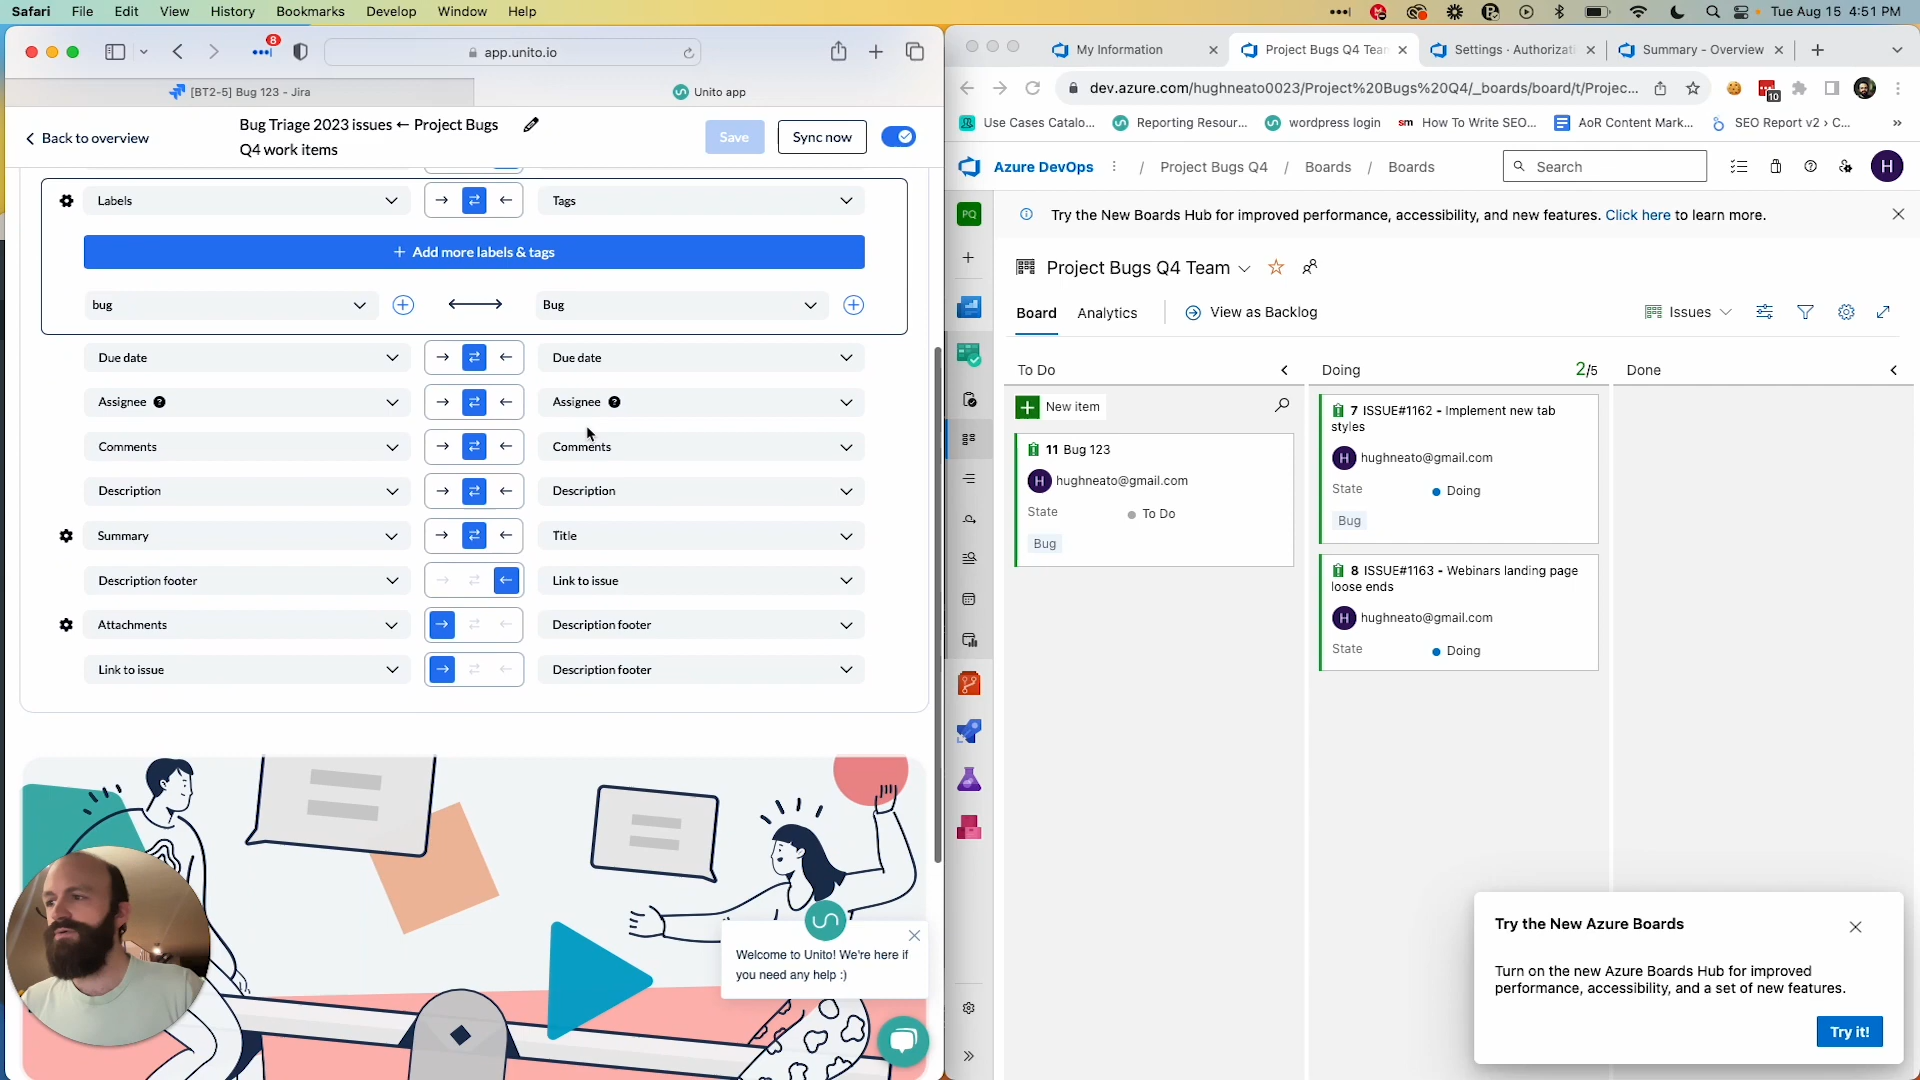 Safari File Edit View History Bookmarks Develop Window Help
Tue Aug 15 4:51 PM
8
app.unito.io
[BT2-5] Bug 123 - Jira
Unito app
Back to overview
Bug Triage 2023 issues ← Project Bugs
Q4 work items
Save
Sync now
Labels
Tags
+ Add more labels & tags
bug
Bug
Due date
Due date
Assignee ?
Assignee ?
Comments
Comments
Description
Description
Summary
Title
Description footer
Link to issue
Attachments
Description footer
Link to issue
Description footer
Welcome to Unito! We're here if
you need any help :)
My Information
Project Bugs Q4 Tean
Settings · Authorizati
Summary - Overview
dev.azure.com/hughneato0023/Project%20Bugs%20Q4/_boards/board/t/Projec...
10
Use Cases Catalo...
Reporting Resour...
wordpress login
sm How To Write SEO...
AoR Content Mark...
SEO Report v2 › C...
»
Azure DevOps / Project Bugs Q4 / Boards / Boards
Search
H
PQ
Try the New Boards Hub for improved performance, accessibility, and new features. Click here to learn more.
Project Bugs Q4 Team
Board
Analytics
View as Backlog
Issues
To Do
Doing
2/5
Done
New item
11 Bug 123
H hughneato@gmail.com
State
To Do
Bug
7 ISSUE#1162 - Implement new tab
styles
H hughneato@gmail.com
State
Doing
Bug
8 ISSUE#1163 - Webinars landing page
loose ends
H hughneato@gmail.com
State
Doing
Try the New Azure Boards
Turn on the new Azure Boards Hub for improved
performance, accessibility, and a set of new features.
Try it!